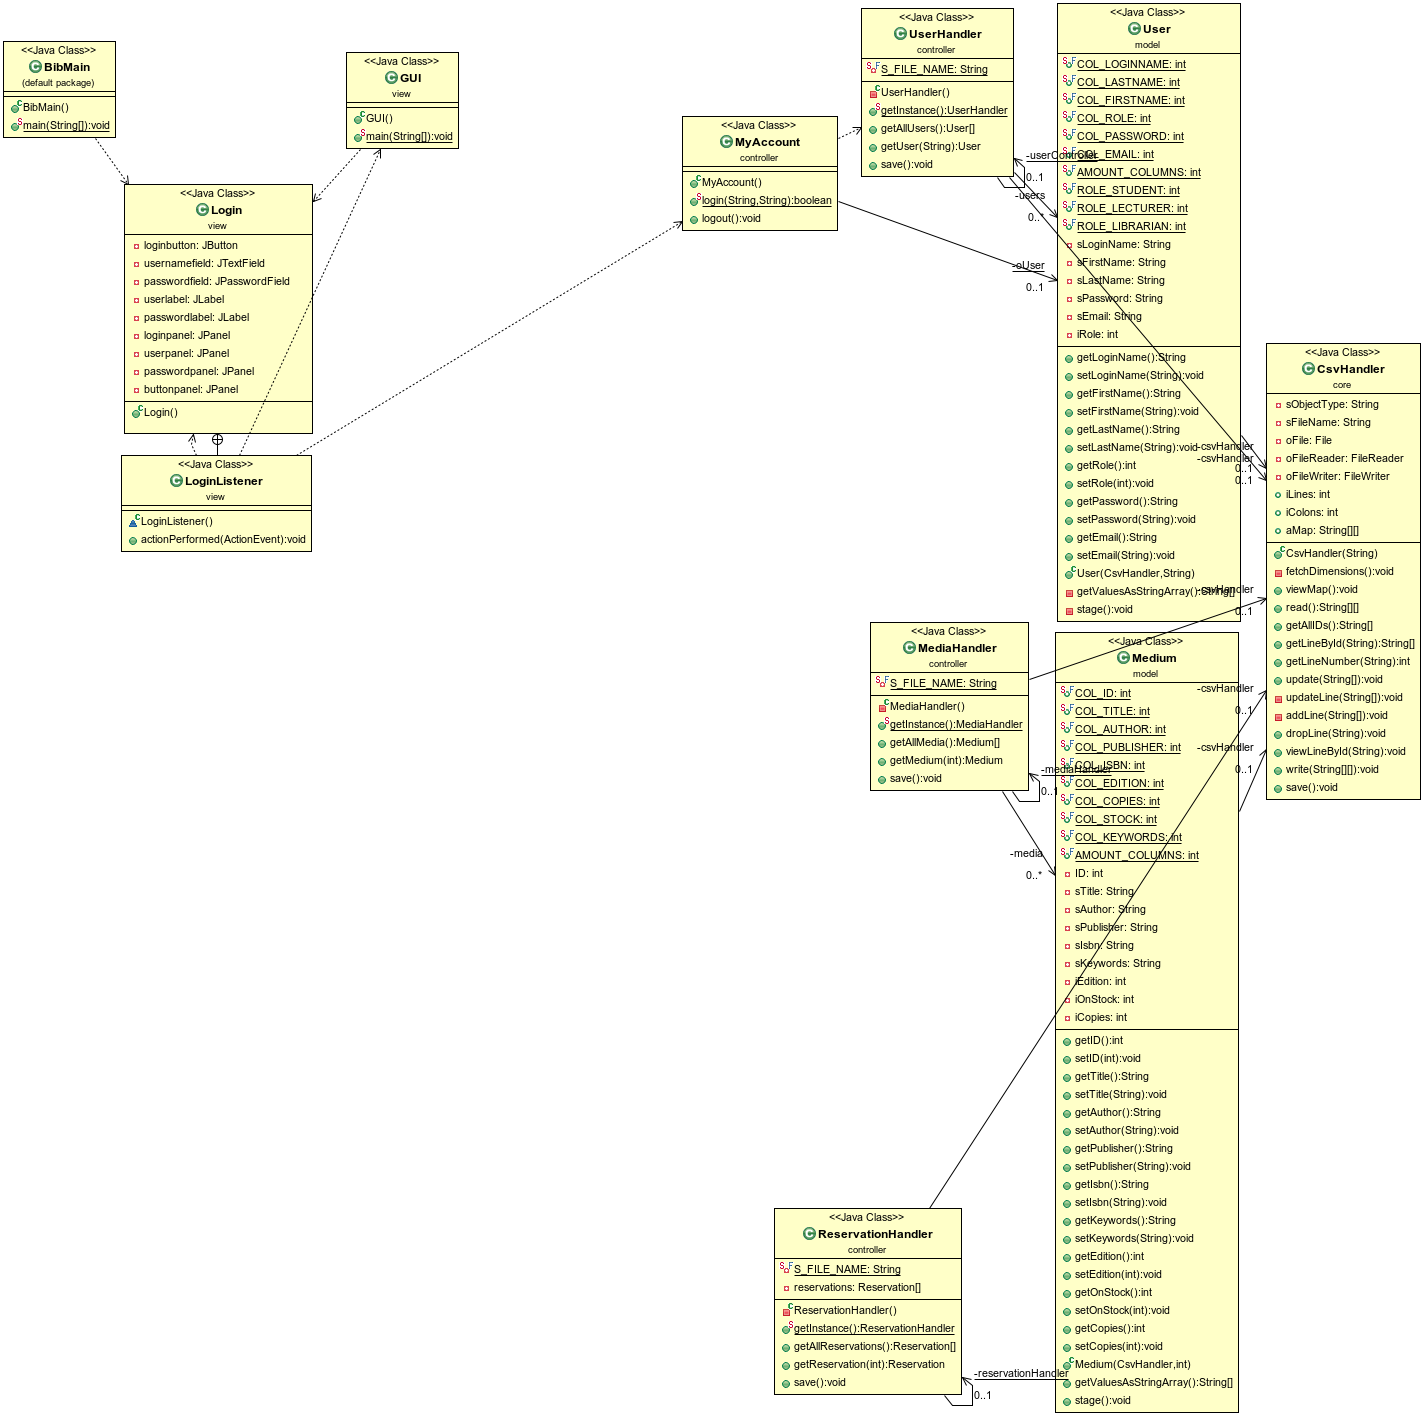 <<Java Class>>
BibMain
(default package)
BibMain()
main(String[]):void
<<Java Class>>
GUI
view
GUI()
main(String[]):void
<<Java Class>>
Login
view
loginbutton: JButton
usernamefield: JTextField
passwordfield: JPasswordField
userlabel: JLabel
passwordlabel: JLabel
loginpanel: JPanel
userpanel: JPanel
passwordpanel: JPanel
buttonpanel: JPanel
Login()
<<Java Class>>
LoginListener
view
LoginListener()
actionPerformed(ActionEvent):void
<<Java Class>>
MyAccount
controller
MyAccount()
login(String,String):boolean
logout():void
<<Java Class>>
UserHandler
controller
S_FILE_NAME: String
UserHandler()
getInstance():UserHandler
getAllUsers():User[]
getUser(String):User
save():void
-userController
0..1
-users
0..*
-oUser
0..1
<<Java Class>>
User
model
COL_LOGINNAME: int
COL_LASTNAME: int
COL_FIRSTNAME: int
COL_ROLE: int
COL_PASSWORD: int
COL_EMAIL: int
AMOUNT_COLUMNS: int
ROLE_STUDENT: int
ROLE_LECTURER: int
ROLE_LIBRARIAN: int
sLoginName: String
sFirstName: String
sLastName: String
sPassword: String
sEmail: String
iRole: int
getLoginName():String
setLoginName(String):void
getFirstName():String
setFirstName(String):void
getLastName():String
setLastName(String):void
getRole():int
setRole(int):void
getPassword():String
setPassword(String):void
getEmail():String
setEmail(String):void
User(CsvHandler,String)
getValuesAsStringArray():String[]
stage():void
-csvHandler
-csvHandler
0..1
0..1
-csvHandler
0..1
-csvHandler
0..1
-csvHandler
0..1
<<Java Class>>
CsvHandler
core
sObjectType: String
sFileName: String
oFile: File
oFileReader: FileReader
oFileWriter: FileWriter
iLines: int
iColons: int
aMap: String[][]
CsvHandler(String)
fetchDimensions():void
viewMap():void
read():String[][]
getAllIDs():String[]
getLineById(String):String[]
getLineNumber(String):int
update(String[]):void
updateLine(String[]):void
addLine(String[]):void
dropLine(String):void
viewLineById(String):void
write(String[][]):void
save():void
<<Java Class>>
MediaHandler
controller
S_FILE_NAME: String
MediaHandler()
getInstance():MediaHandler
getAllMedia():Medium[]
getMedium(int):Medium
save():void
-mediaHandler
0..1
-media
0..*
<<Java Class>>
Medium
model
COL_ID: int
COL_TITLE: int
COL_AUTHOR: int
COL_PUBLISHER: int
COL_ISBN: int
COL_EDITION: int
COL_COPIES: int
COL_STOCK: int
COL_KEYWORDS: int
AMOUNT_COLUMNS: int
ID: int
sTitle: String
sAuthor: String
sPublisher: String
sIsbn: String
sKeywords: String
iEdition: int
iOnStock: int
iCopies: int
getID():int
setID(int):void
getTitle():String
setTitle(String):void
getAuthor():String
setAuthor(String):void
getPublisher():String
setPublisher(String):void
getIsbn():String
setIsbn(String):void
getKeywords():String
setKeywords(String):void
getEdition():int
setEdition(int):void
getOnStock():int
setOnStock(int):void
getCopies():int
setCopies(int):void
Medium(CsvHandler,int)
getValuesAsStringArray():String[]
stage():void
<<Java Class>>
ReservationHandler
controller
S_FILE_NAME: String
reservations: Reservation[]
ReservationHandler()
getInstance():ReservationHandler
getAllReservations():Reservation[]
getReservation(int):Reservation
save():void
-reservationHandler
0..1